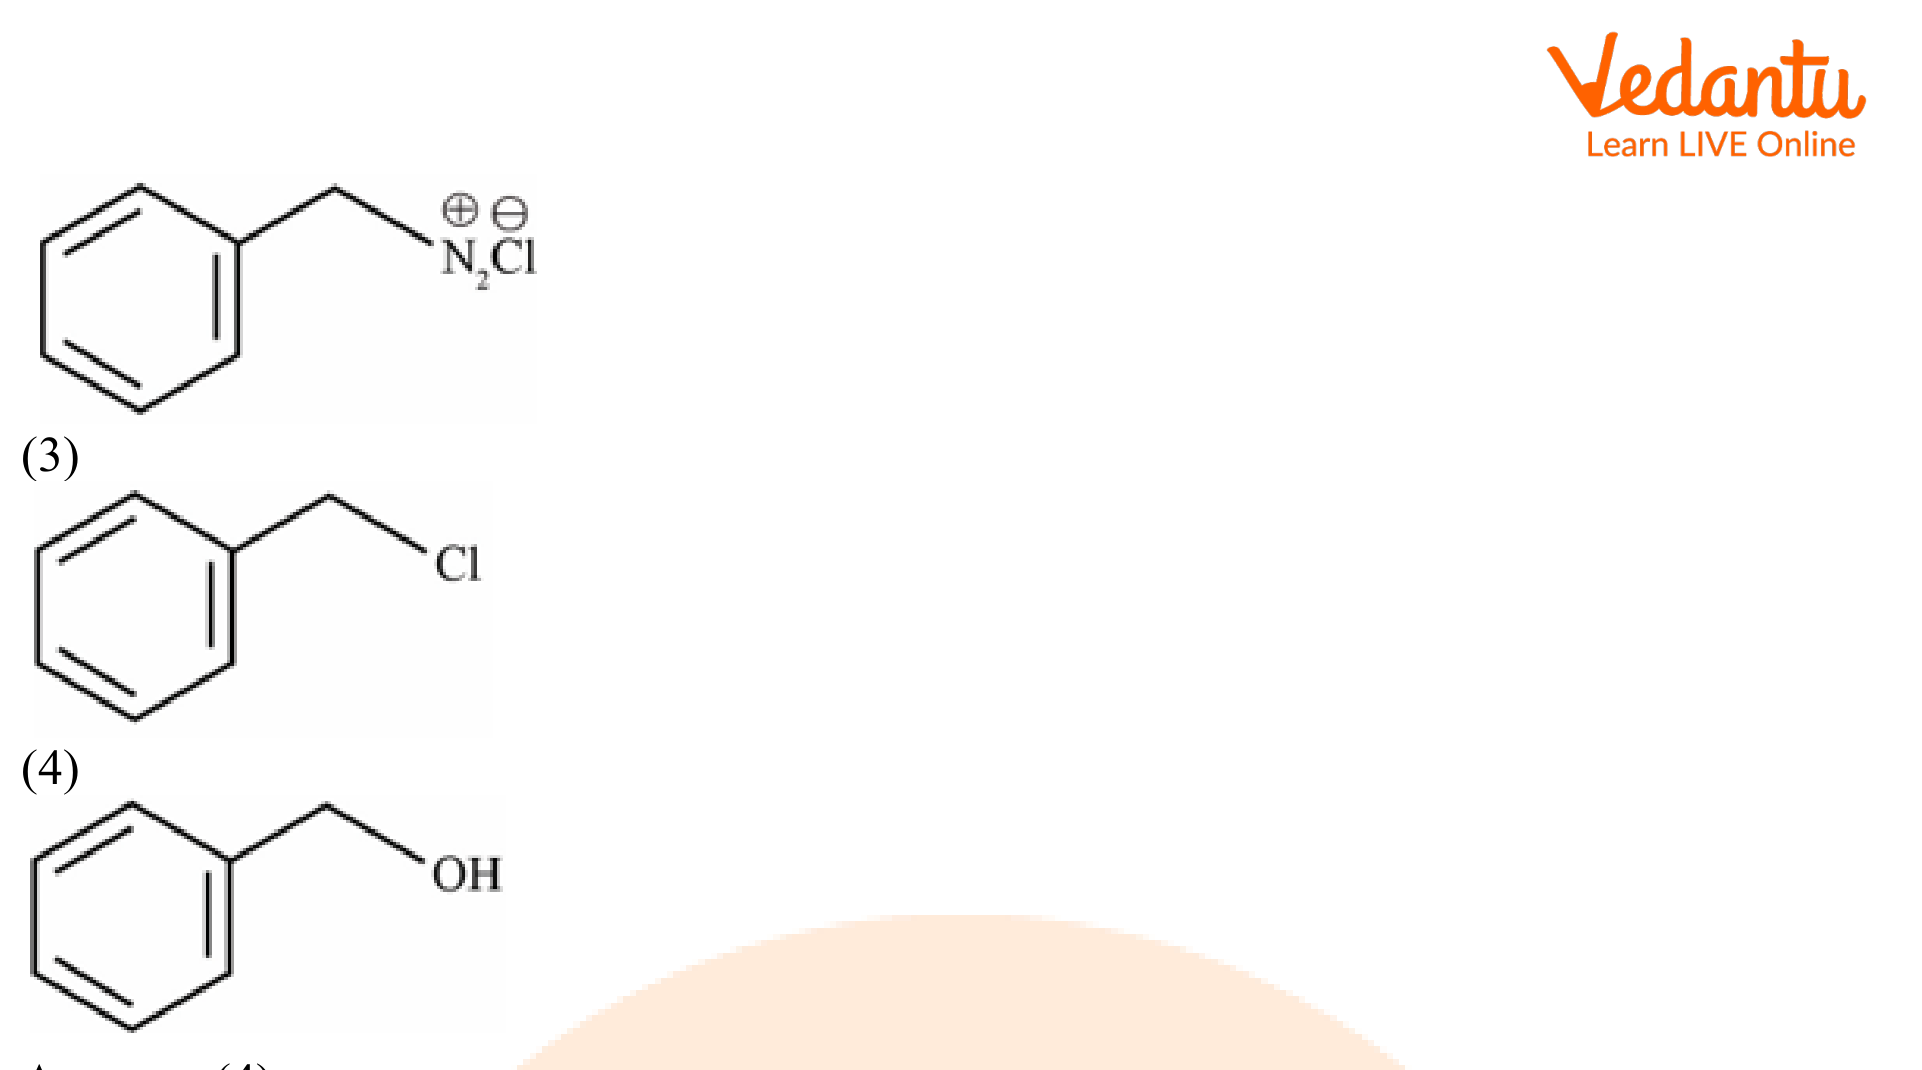 Vedantu
Learn LIVE Online
⊕ ⊖
N₂Cl
(3)
Cl
(4)
OH